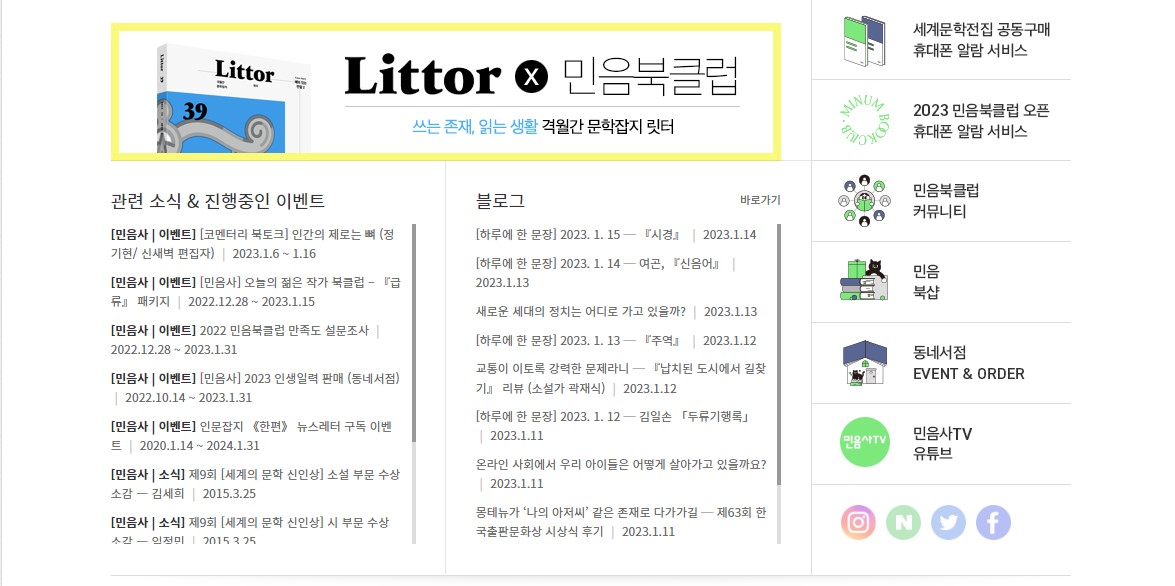 Littor
39
Littor X 민음북클럽
쓰는 존재, 읽는 생활 격월간 문학잡지 릿터
관련 소식 & 진행중인 이벤트
[민음사 | 이벤트] [코멘터리 북토크] 인간의 제로는 뼈 (정
기현/ 신새벽 편집자) | 2023.1.6 ~ 1.16
[민음사 | 이벤트] [민음사] 오늘의 젊은 작가 북클럽 – 『급
류』 패키지 | 2022.12.28 ~ 2023.1.15
[민음사 | 이벤트] 2022 민음북클럽 만족도 설문조사 |
2022.12.28 ~ 2023.1.31
[민음사 | 이벤트] [민음사] 2023 인생일력 판매 (동네서점)
| 2022.10.14 ~ 2023.1.31
[민음사 | 이벤트] 인문잡지 《한편》 뉴스레터 구독 이벤
트 | 2020.1.14 ~ 2024.1.31
[민음사 | 소식] 제9회 [세계의 문학 신인상] 소설 부문 수상
소감 — 김세희 | 2015.3.25
[민음사 | 소식] 제9회 [세계의 문학 신인상] 시 부문 수상
소감 — 임정민 | 2015.3.25
블로그
바로가기
[하루에 한 문장] 2023. 1. 15 ─ 『시경』 | 2023.1.14
[하루에 한 문장] 2023. 1. 14 ─ 여곤, 『신음어』 |
2023.1.13
새로운 세대의 정치는 어디로 가고 있을까? | 2023.1.13
[하루에 한 문장] 2023. 1. 13 ─ 『주역』 | 2023.1.12
교통이 이토록 강력한 문제라니 ─ 『납치된 도시에서 길찾
기』 리뷰 (소설가 곽재식) | 2023.1.12
[하루에 한 문장] 2023. 1. 12 ─ 김일손 「두류기행록」
| 2023.1.11
온라인 사회에서 우리 아이들은 어떻게 살아가고 있을까요?
| 2023.1.11
몽테뉴가 ‘나의 아저씨’ 같은 존재로 다가가길 ─ 제63회 한
국출판문화상 시상식 후기 | 2023.1.11
세계문학전집 공동구매
휴대폰 알람 서비스
MINUM BOOKCLUB
2023 민음북클럽 오픈
휴대폰 알람 서비스
민음북클럽
커뮤니티
민음
북샵
동네서점
EVENT & ORDER
민음사TV
민음사TV
유튜브